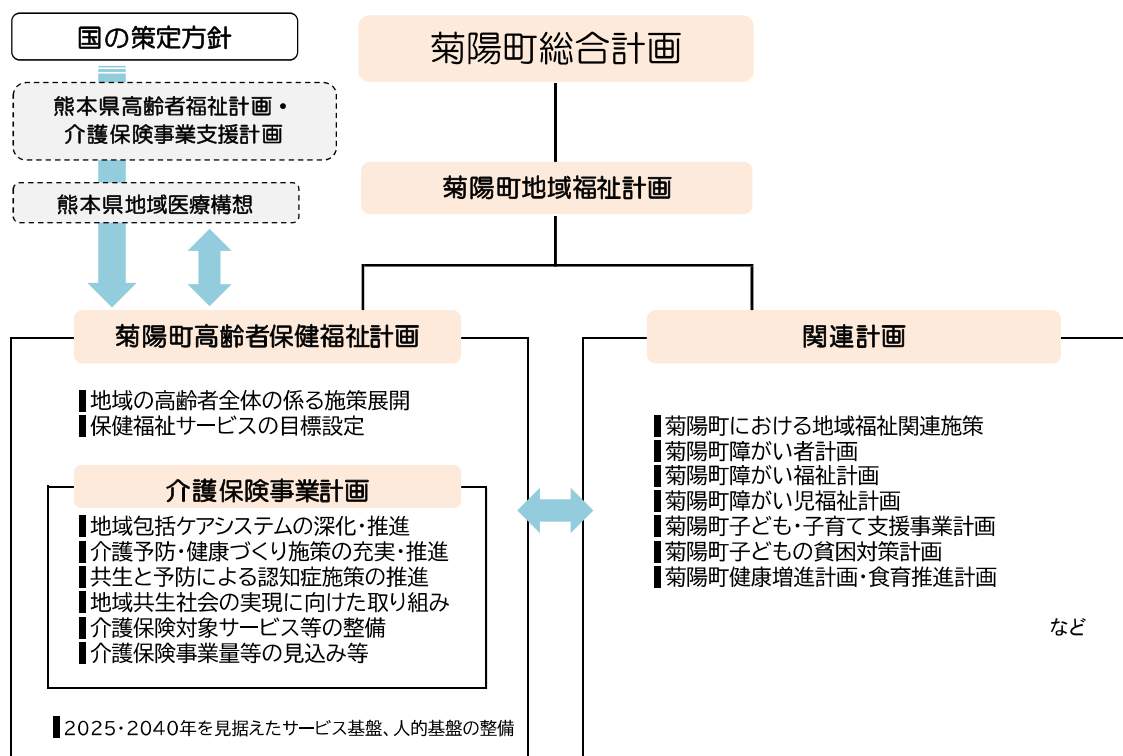 国の策定方針
菊陽町総合計画
熊本県高齢者福祉計画・
介護保険事業支援計画
熊本県地域医療構想
菊陽町地域福祉計画
菊陽町高齢者保健福祉計画
地域の高齢者全体の係る施策展開
保健福祉サービスの目標設定
介護保険事業計画
地域包括ケアシステムの深化・推進
介護予防・健康づくり施策の充実・推進
共生と予防による認知症施策の推進
地域共生社会の実現に向けた取り組み
介護保険対象サービス等の整備
介護保険事業量等の見込み等
2025・2040年を見据えたサービス基盤、人的基盤の整備
関連計画
菊陽町における地域福祉関連施策
菊陽町障がい者計画
菊陽町障がい福祉計画
菊陽町障がい児福祉計画
菊陽町子ども・子育て支援事業計画
菊陽町子どもの貧困対策計画
菊陽町健康増進計画・食育推進計画
など